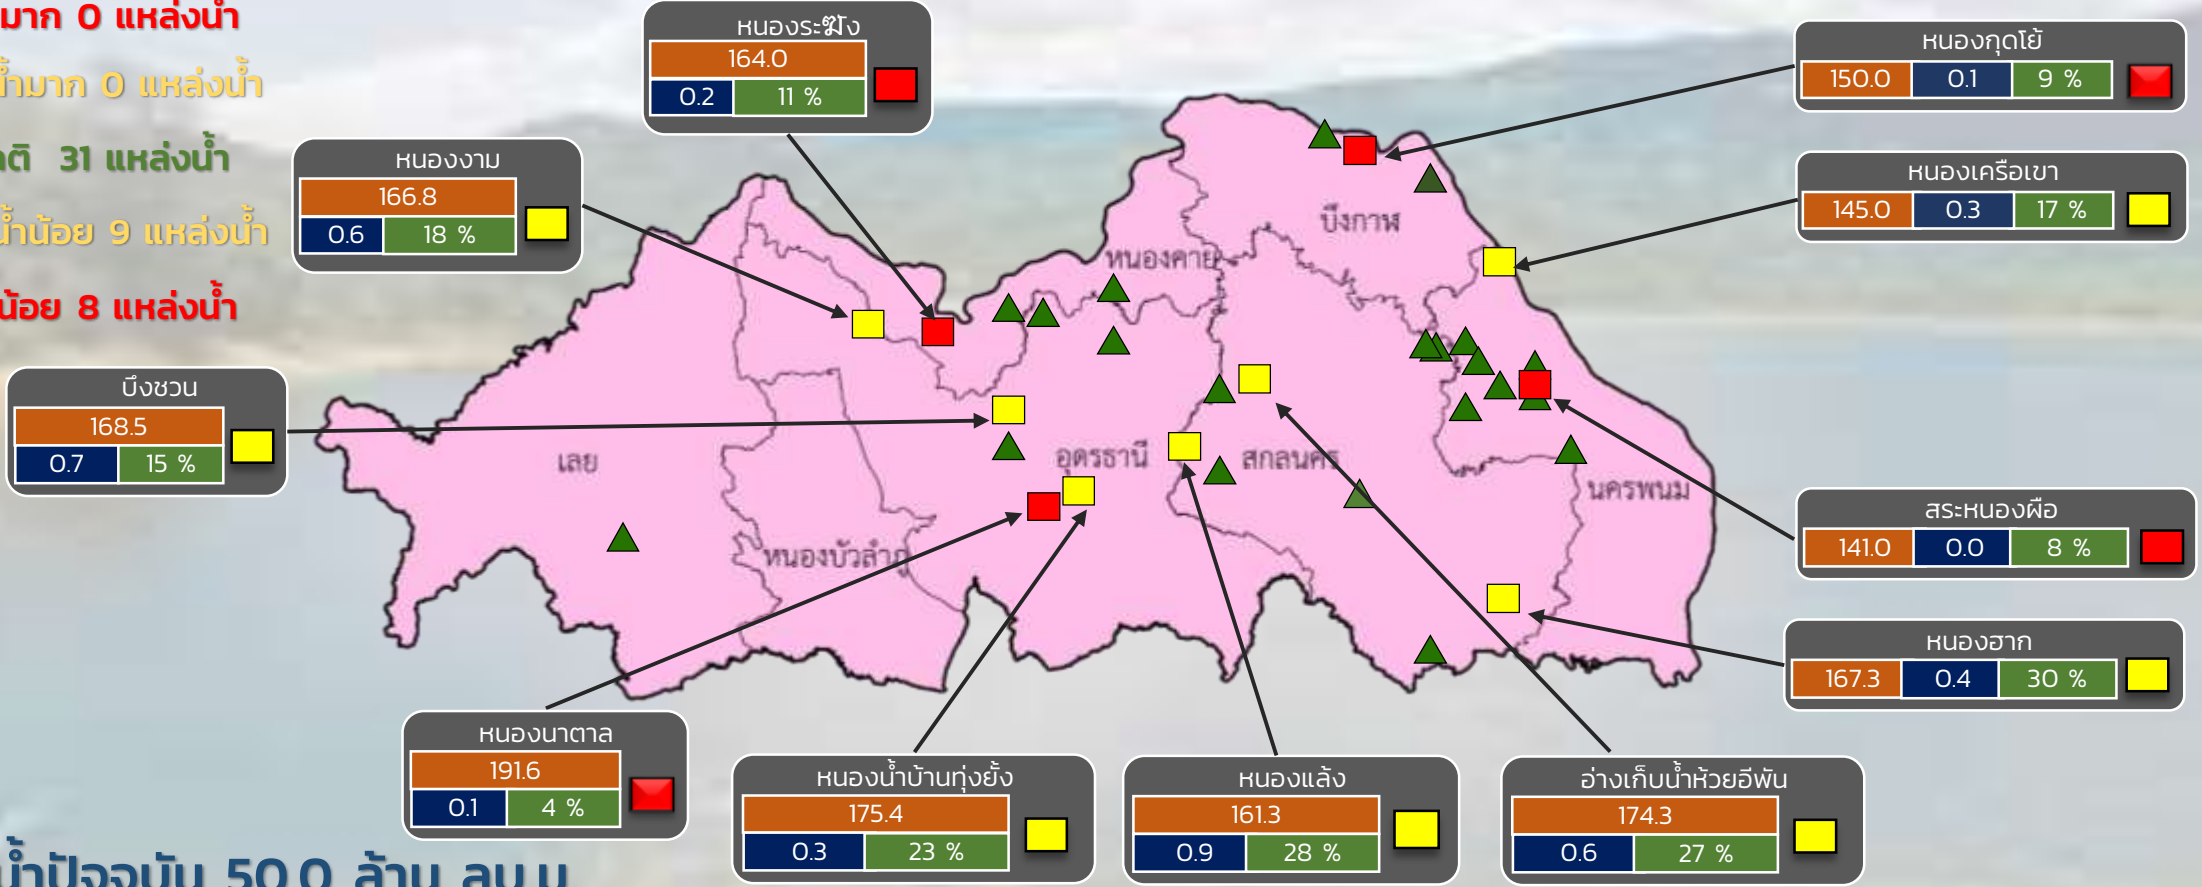 มาก 0 แหล่งน้ำ
น้ำมาก 0 แหล่งน้ำ
31 แหล่งน้ำ
น้ำน้อย 9 แหล่งน้ำ
น้อย 8 แหล่งน้ำ
หนองระฆัง
164.0
0.2 11 %
หนองงาม
166.8
0.6 18 %
บึงชวน
168.5
0.7 15 %
หนองกุดโย้
150.0 0.1 9 %
หนองเครือเขา
145.0 0.3 17 %
สระหนองผือ
141.0 0.0 8 %
หนองฮาก
167.3 0.4 30 %
บึงกาฬ
หนองคาย
เลย
อุดรธานี
สกลนคร
นครพนม
หนองบัวลำภู
หนองนาตาล
191.6
0.1 4 %
หนองน้ำบ้านทุ่งยั้ง
175.4
0.3 23 %
หนองแล้ง
161.3
0.9 28 %
อ่างเก็บน้ำห้วยอีพัน
174.3
0.6 27 %
น้ำปัจจุบัน 50.0 ล้าน ลบ.ม